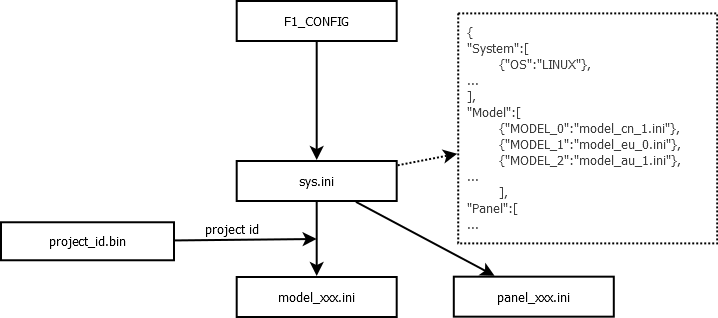 F1_CONFIG
{
"System":[
{"OS":"LINUX"},
...
],
"Model":[
{"MODEL_0":"model_cn_1.ini"},
{"MODEL_1":"model_eu_0.ini"},
{"MODEL_2":"model_au_1.ini"},
...
],
"Panel":[
...
sys.ini
project_id.bin
project id
model_xxx.ini
panel_xxx.ini